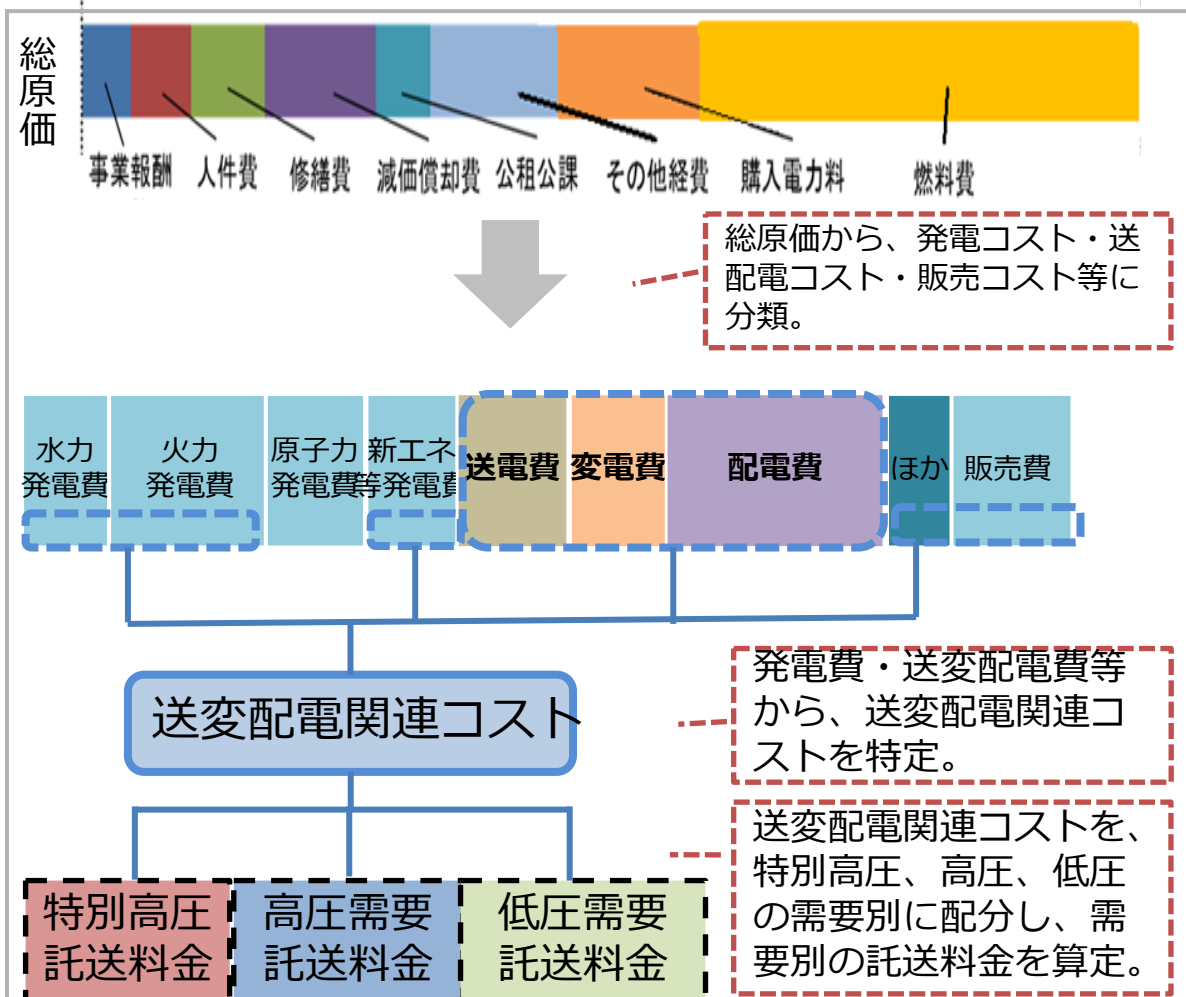 総原価
事業報酬 人件費 修繕費 減価償却費 公租公課 その他経費 購入電力料 燃料費
総原価から、発電コスト・送
配電コスト・販売コスト等に
分類。
水力
発電費
火力
発電費
原子力
発電費
新エネ
等発電費
送電費
変電費
配電費
ほか
販売費
送変配電関連コスト
発電費・送変配電費等
から、送変配電関連コ
ストを特定。
送変配電関連コストを、
特別高圧、高圧、低圧
の需要別に配分し、需
要別の託送料金を算定。
特別高圧
託送料金
高圧需要
託送料金
低圧需要
託送料金